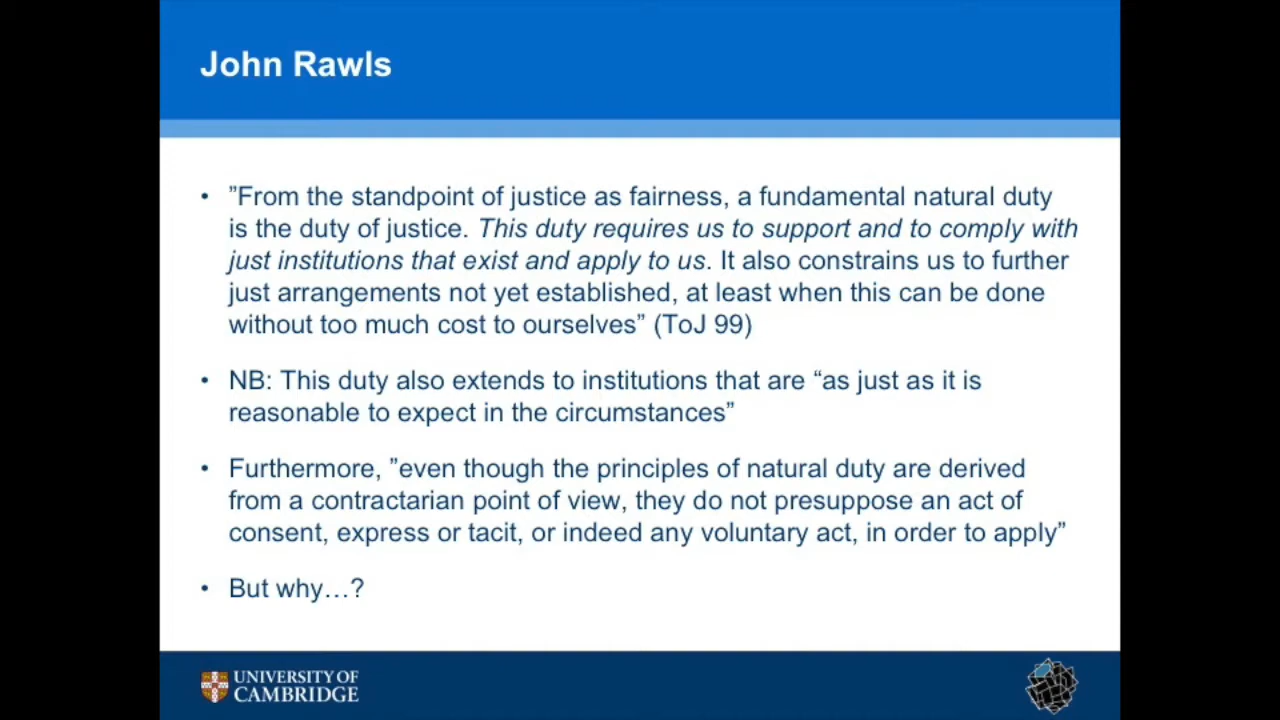 John Rawls
• ”From the standpoint of justice as fairness, a fundamental natural duty
is the duty of justice. This duty requires us to support and to comply with
just institutions that exist and apply to us. It also constrains us to further
just arrangements not yet established, at least when this can be done
without too much cost to ourselves” (ToJ 99)
• NB: This duty also extends to institutions that are “as just as it is
reasonable to expect in the circumstances”
• Furthermore, ”even though the principles of natural duty are derived
from a contractarian point of view, they do not presuppose an act of
consent, express or tacit, or indeed any voluntary act, in order to apply”
• But why…?
UNIVERSITY OF
CAMBRIDGE